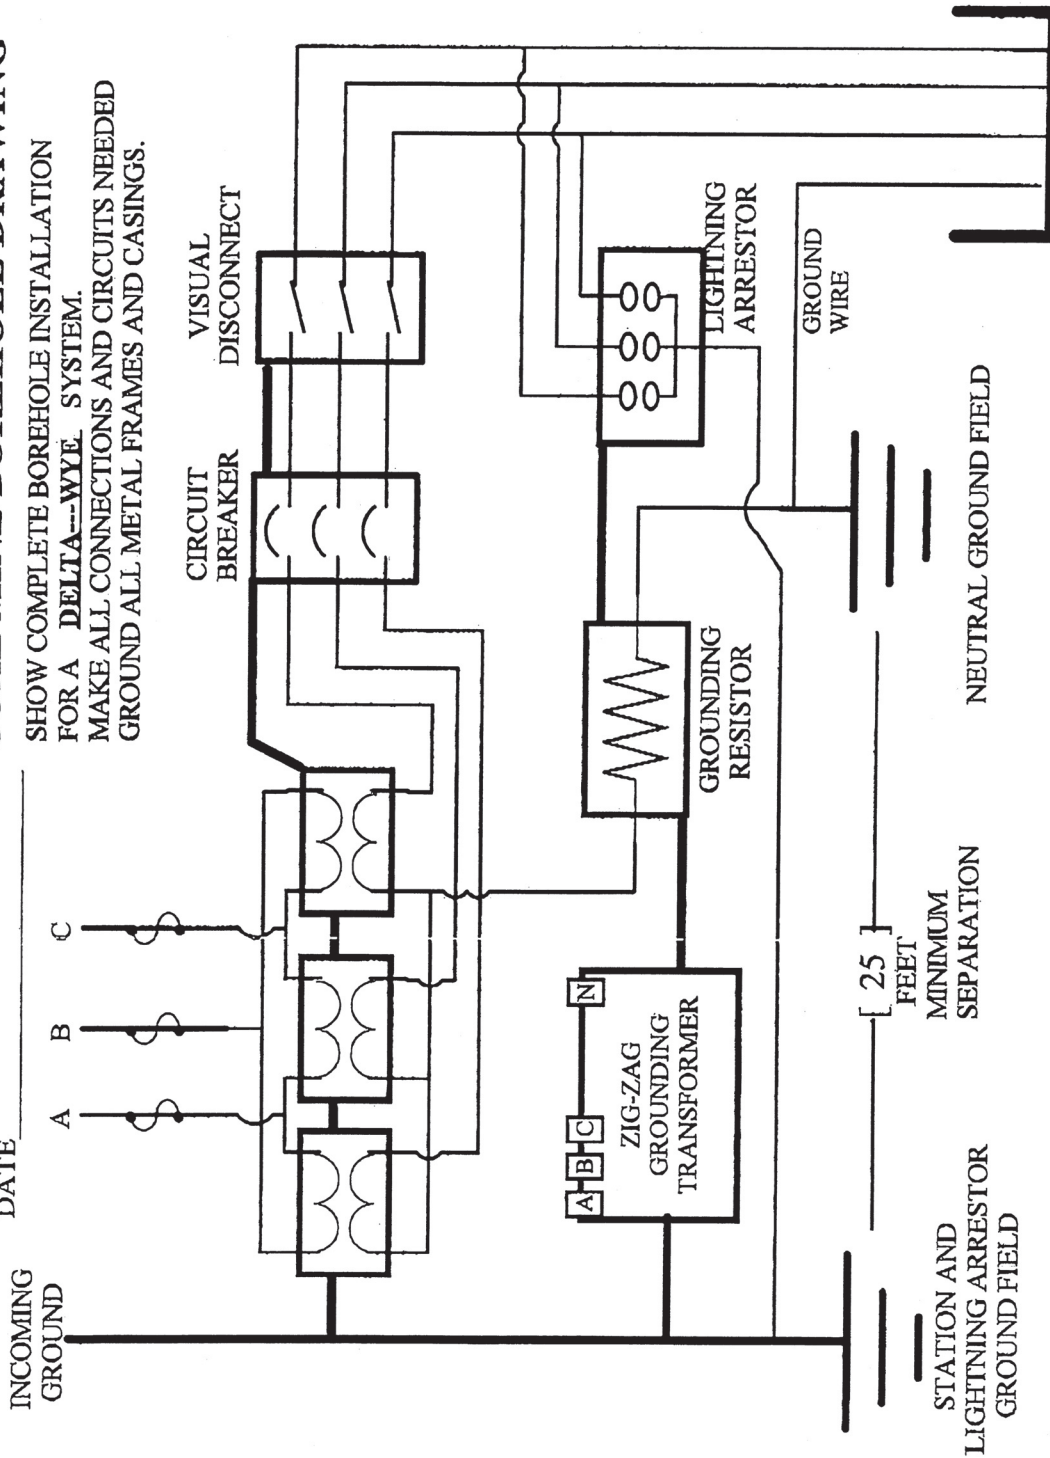 SHOW COMPLETE BOREHOLE INSTALLATION
FOR A DELTA---WYE SYSTEM.
MAKE ALL CONNECTIONS AND CIRCUITS NEEDED
GROUND ALL METAL FRAMES AND CASINGS.
DATE
INCOMING
GROUND
A
B
C
CIRCUIT
BREAKER
VISUAL
DISCONNECT
A B C N
ZIG-ZAG
GROUNDING
TRANSFORMER
GROUNDING
RESISTOR
LIGHTNING
ARRESTOR
GROUND
WIRE
STATION AND
LIGHTNING ARRESTOR
GROUND FIELD
[ 25 ]
FEET
MINIMUM
SEPARATION
NEUTRAL GROUND FIELD